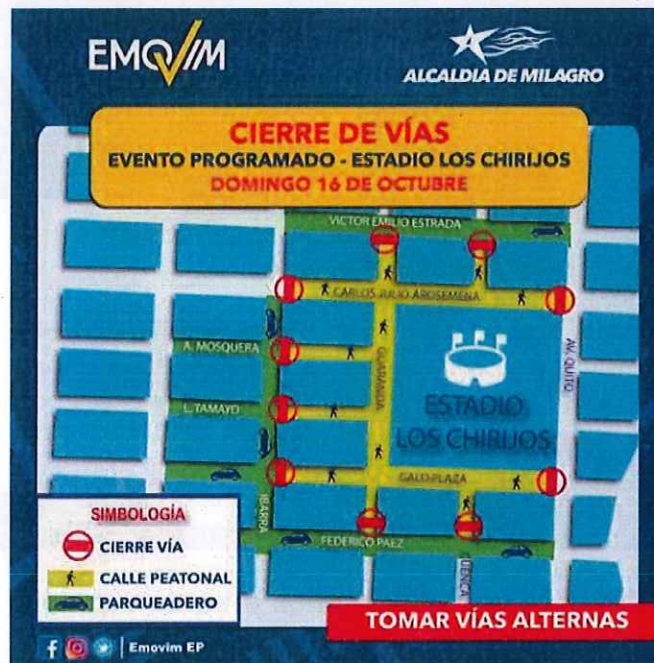 EMOVIM
ALCALDIA DE MILAGRO
CIERRE DE VÍAS
EVENTO PROGRAMADO - ESTADIO LOS CHIRIJOS
DOMINGO 16 DE OCTUBRE
VICTOR EMILIO ESTRADA
CARLOS JULIO AROSEMENA
A. MOSQUERA
GUARANDA
AV. QUITO
L. TAMAYO
ESTADIO
LOS CHIRIJOS
GALO PLAZA
IBARRA
FEDERICO PAEZ
CUENCA
SIMBOLOGÍA
CIERRE VÍA
CALLE PEATONAL
PARQUEADERO
TOMAR VÍAS ALTERNAS
Emovim EP